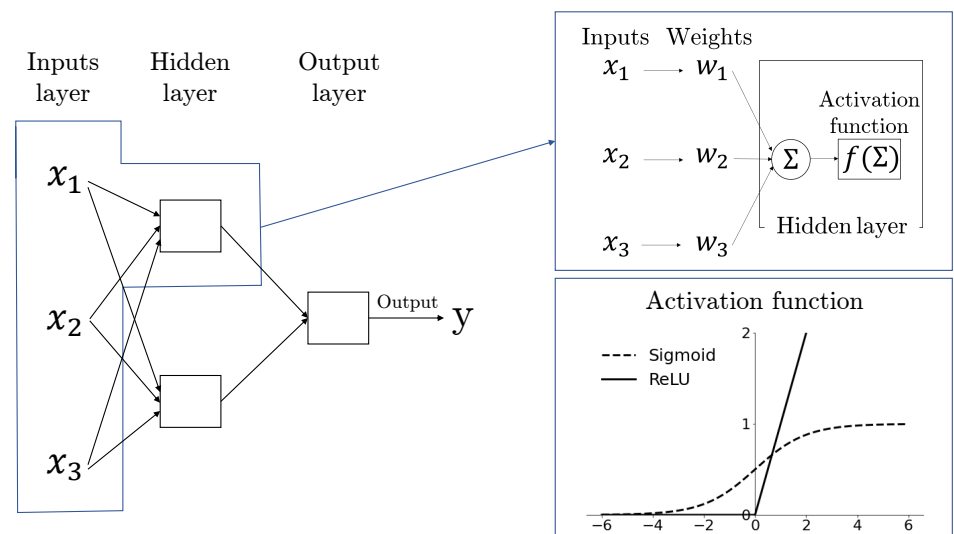 Inputs layer
Hidden layer
Output layer
x₁
x₂
x₃
Output
y
Inputs Weights
x₁ w₁
x₂ w₂
x₃ w₃
Σ
Activation function
f(Σ)
Hidden layer
Activation function
Sigmoid
ReLU
2
1
0
−6 −4 −2 0 2 4 6